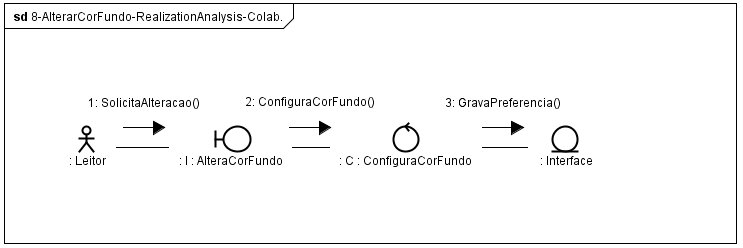 sd 8-AlterarCorFundo-RealizationAnalysis-Colab.
1: SolicitaAlteracao()
2: ConfiguraCorFundo()
3: GravaPreferencia()
: Leitor
: I : AlteraCorFundo
: C : ConfiguraCorFundo
: Interface